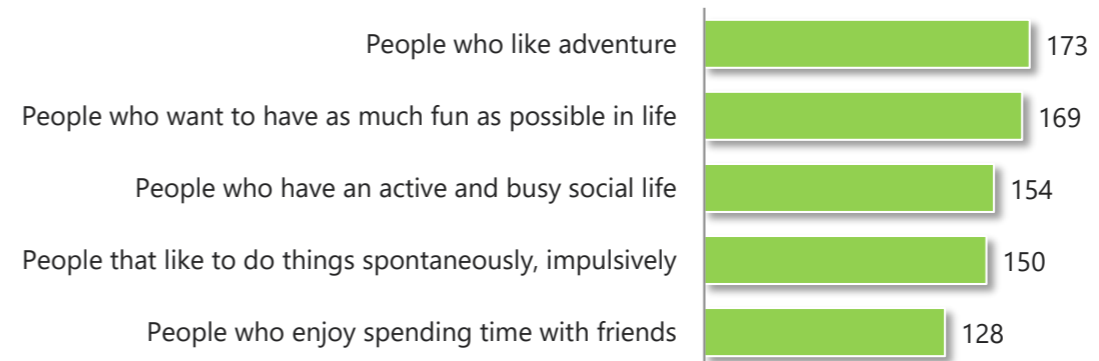 People who like adventure 173
People who want to have as much fun as possible in life 169
People who have an active and busy social life 154
People that like to do things spontaneously, impulsively 150
People who enjoy spending time with friends 128